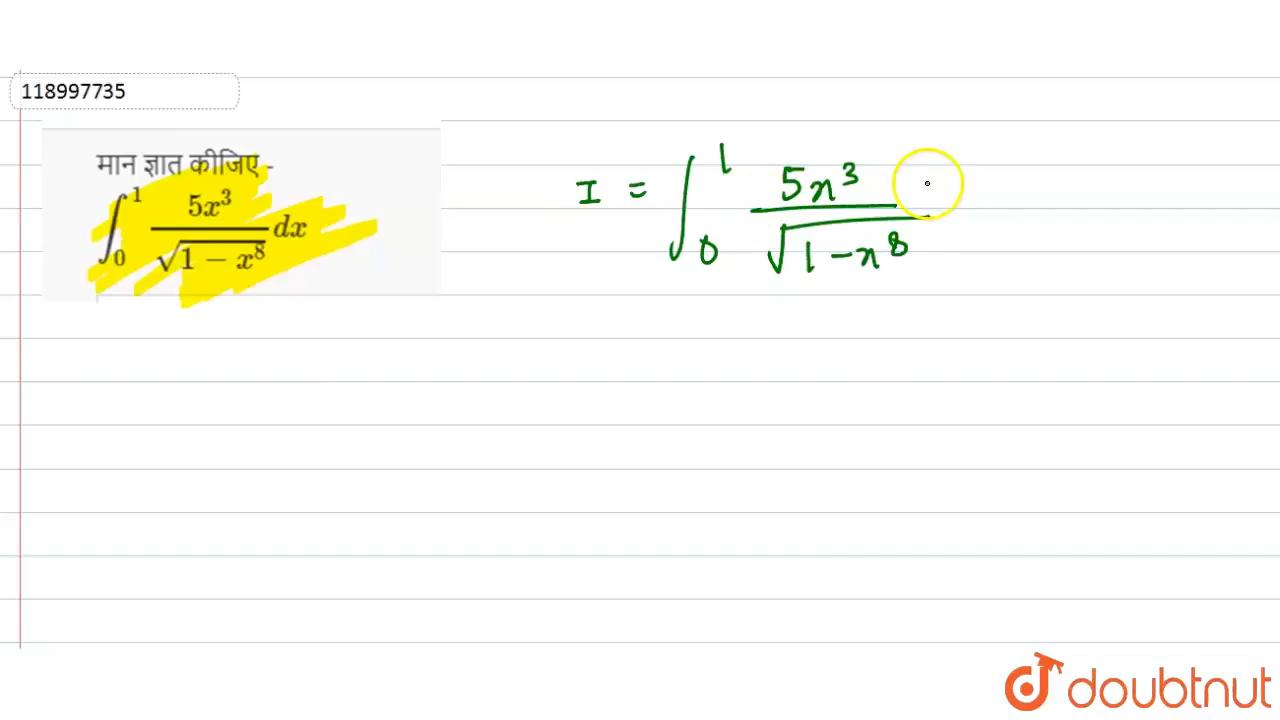 118997735
मान ज्ञात कीजिए -
∫₀¹ 5x³/√(1 − x⁸) dx
I = ∫₀¹ 5x³/√(1 − x⁸)
doubtnut